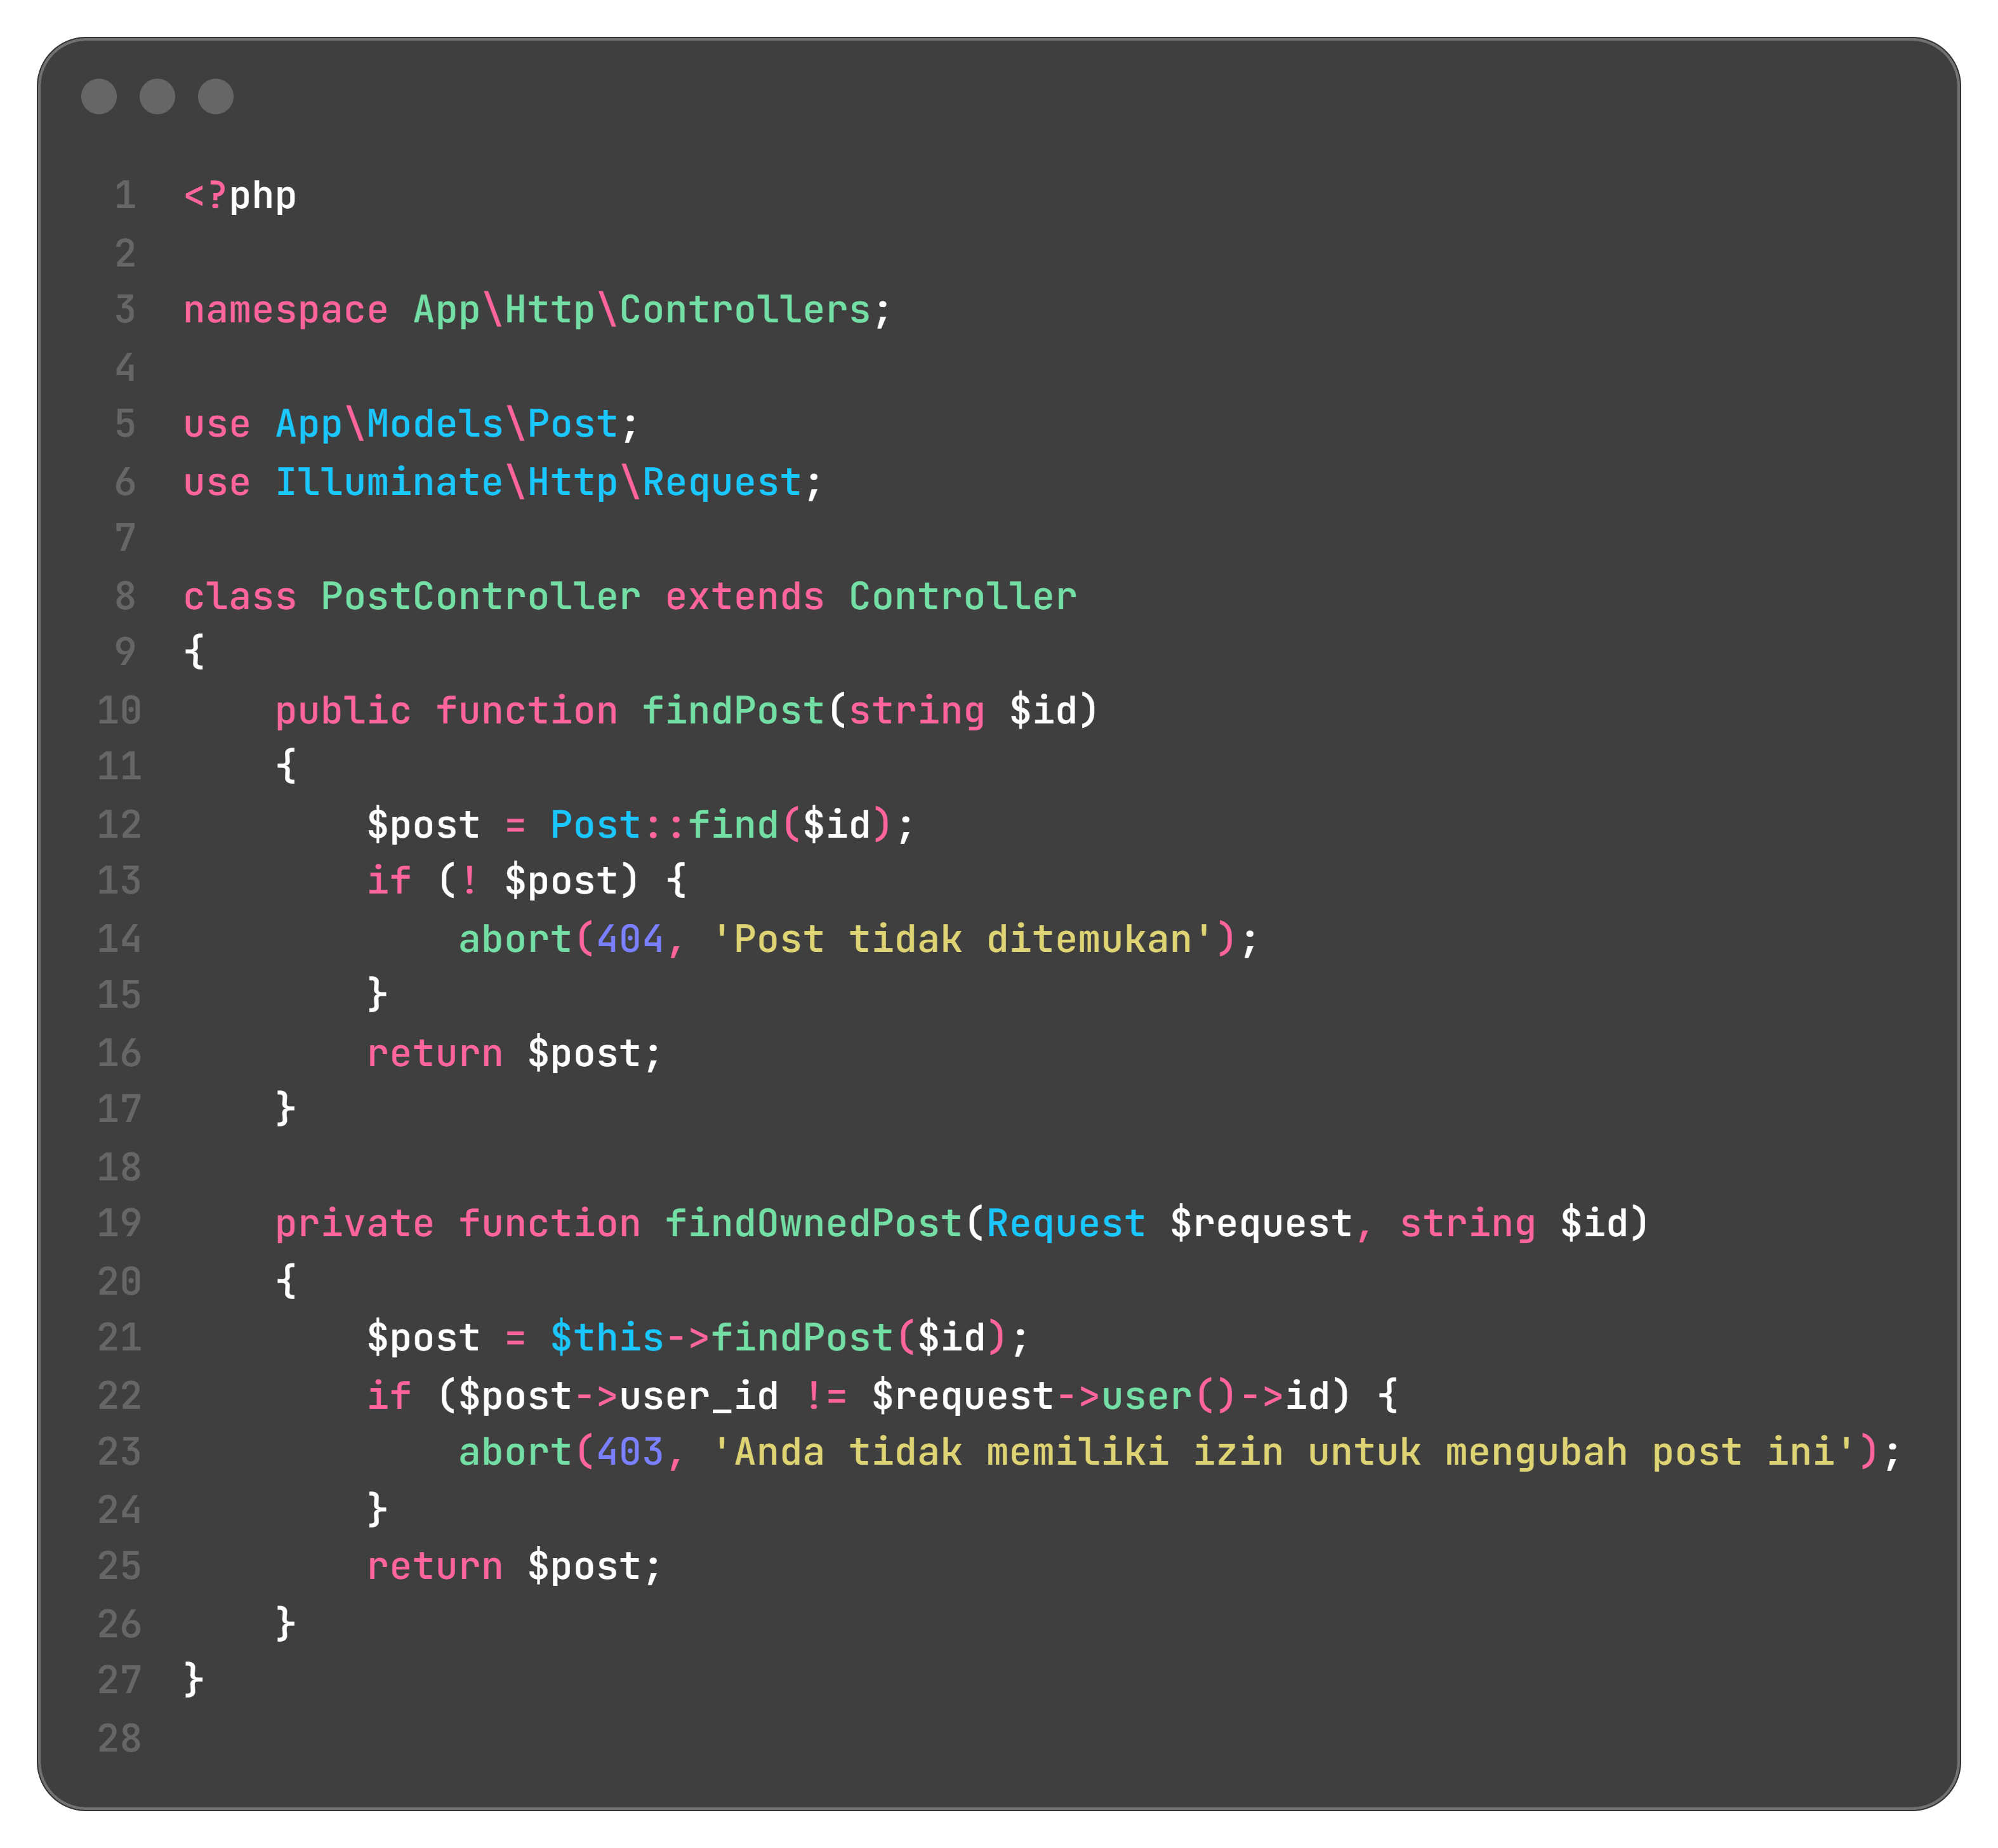 1 <?php
2
3 namespace App\Http\Controllers;
4
5 use App\Models\Post;
6 use Illuminate\Http\Request;
7
8 class PostController extends Controller
9 {
10     public function findPost(string $id)
11     {
12         $post = Post::find($id);
13         if (! $post) {
14             abort(404, 'Post tidak ditemukan');
15         }
16         return $post;
17     }
18
19     private function findOwnedPost(Request $request, string $id)
20     {
21         $post = $this->findPost($id);
22         if ($post->user_id != $request->user()->id) {
23             abort(403, 'Anda tidak memiliki izin untuk mengubah post ini');
24         }
25         return $post;
26     }
27 }
28